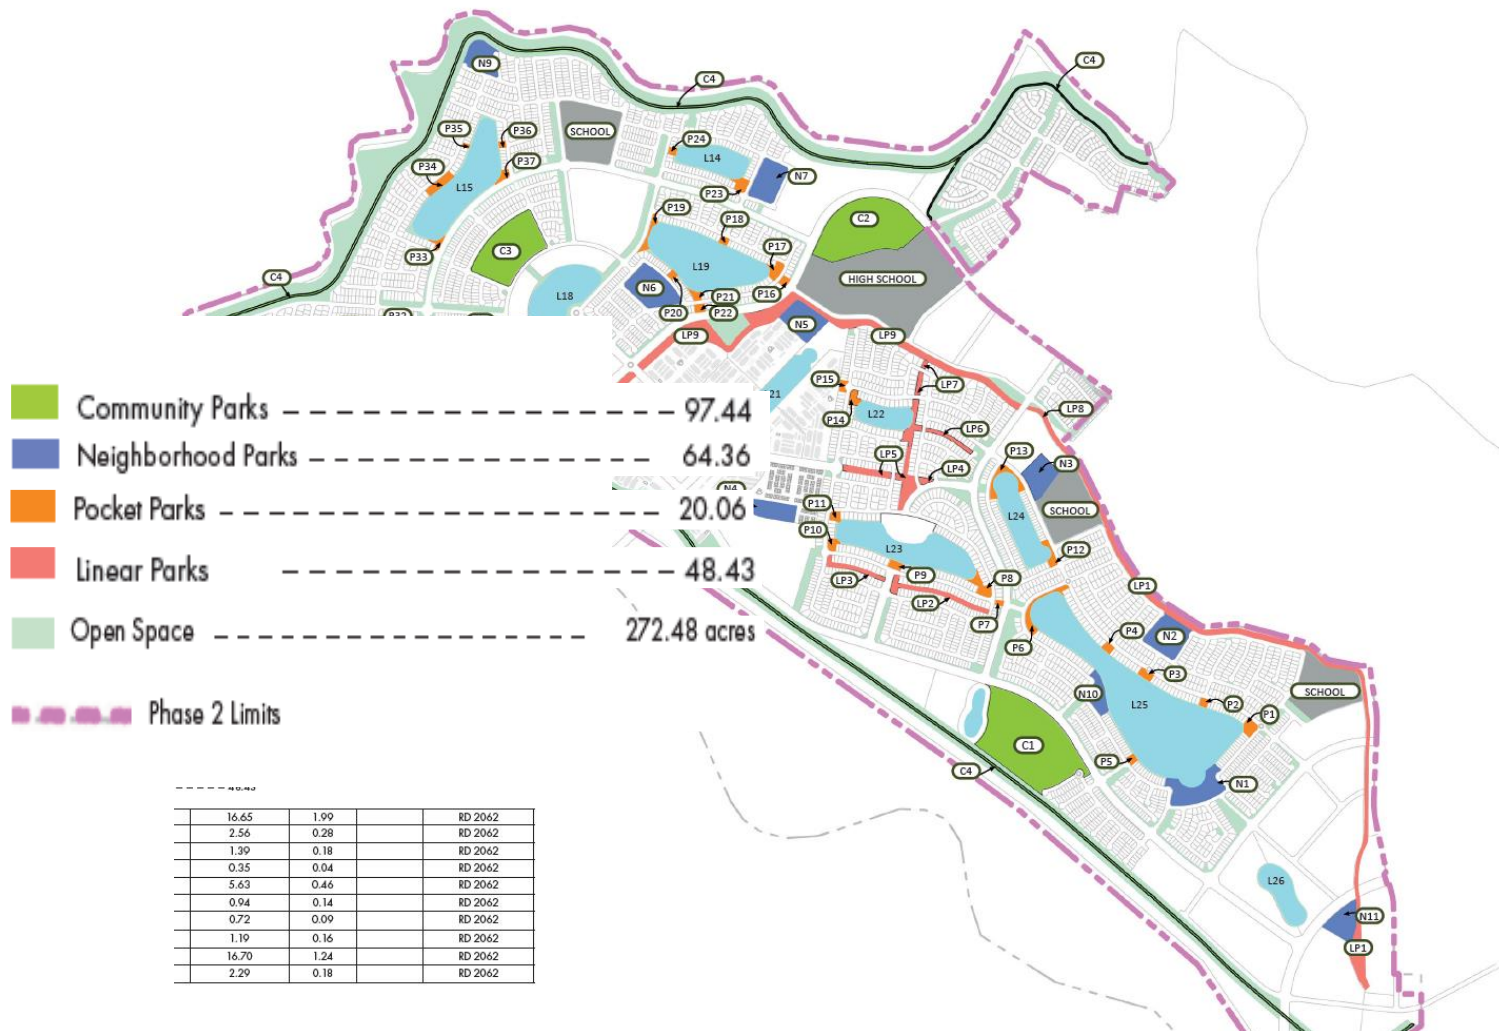 C4
N9
C4
P35
P36
SCHOOL
P24
L14
P34
P37
N7
L15
P23
P19
P18
C2
C3
P17
P33
L19
HIGH SCHOOL
C4
N6
P16
L18
P21
P20
P22
N5
LP9
LP9
P15
LP7
21
LP8
P14
L22
LP6
Community Parks 97.44
Neighborhood Parks 64.36
Pocket Parks 20.06
Linear Parks 48.43
Open Space 272.48 acres
Phase 2 Limits
LP5
LP4
P13
N3
P11
L24
SCHOOL
P10
L23
P12
P9
P8
LP3
LP1
LP2
P7
P6
P4
N2
P3
N10
SCHOOL
L25
P2
P1
C1
P5
C4
N1
L26
N11
LP1
16.65 1.99 RD 2062
2.56 0.28 RD 2062
1.39 0.18 RD 2062
0.35 0.04 RD 2062
5.63 0.46 RD 2062
0.94 0.14 RD 2062
0.72 0.09 RD 2062
1.19 0.16 RD 2062
16.70 1.24 RD 2062
2.29 0.18 RD 2062